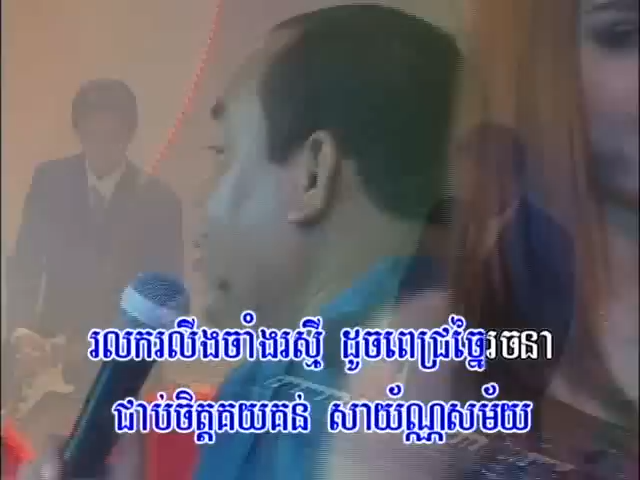 រលករលឹងចាំងរស្មី ដូចពេជ្រច្នៃរចនា
ជាប់ចិត្តគយគន់ សាយ័ណ្ណសម័យ